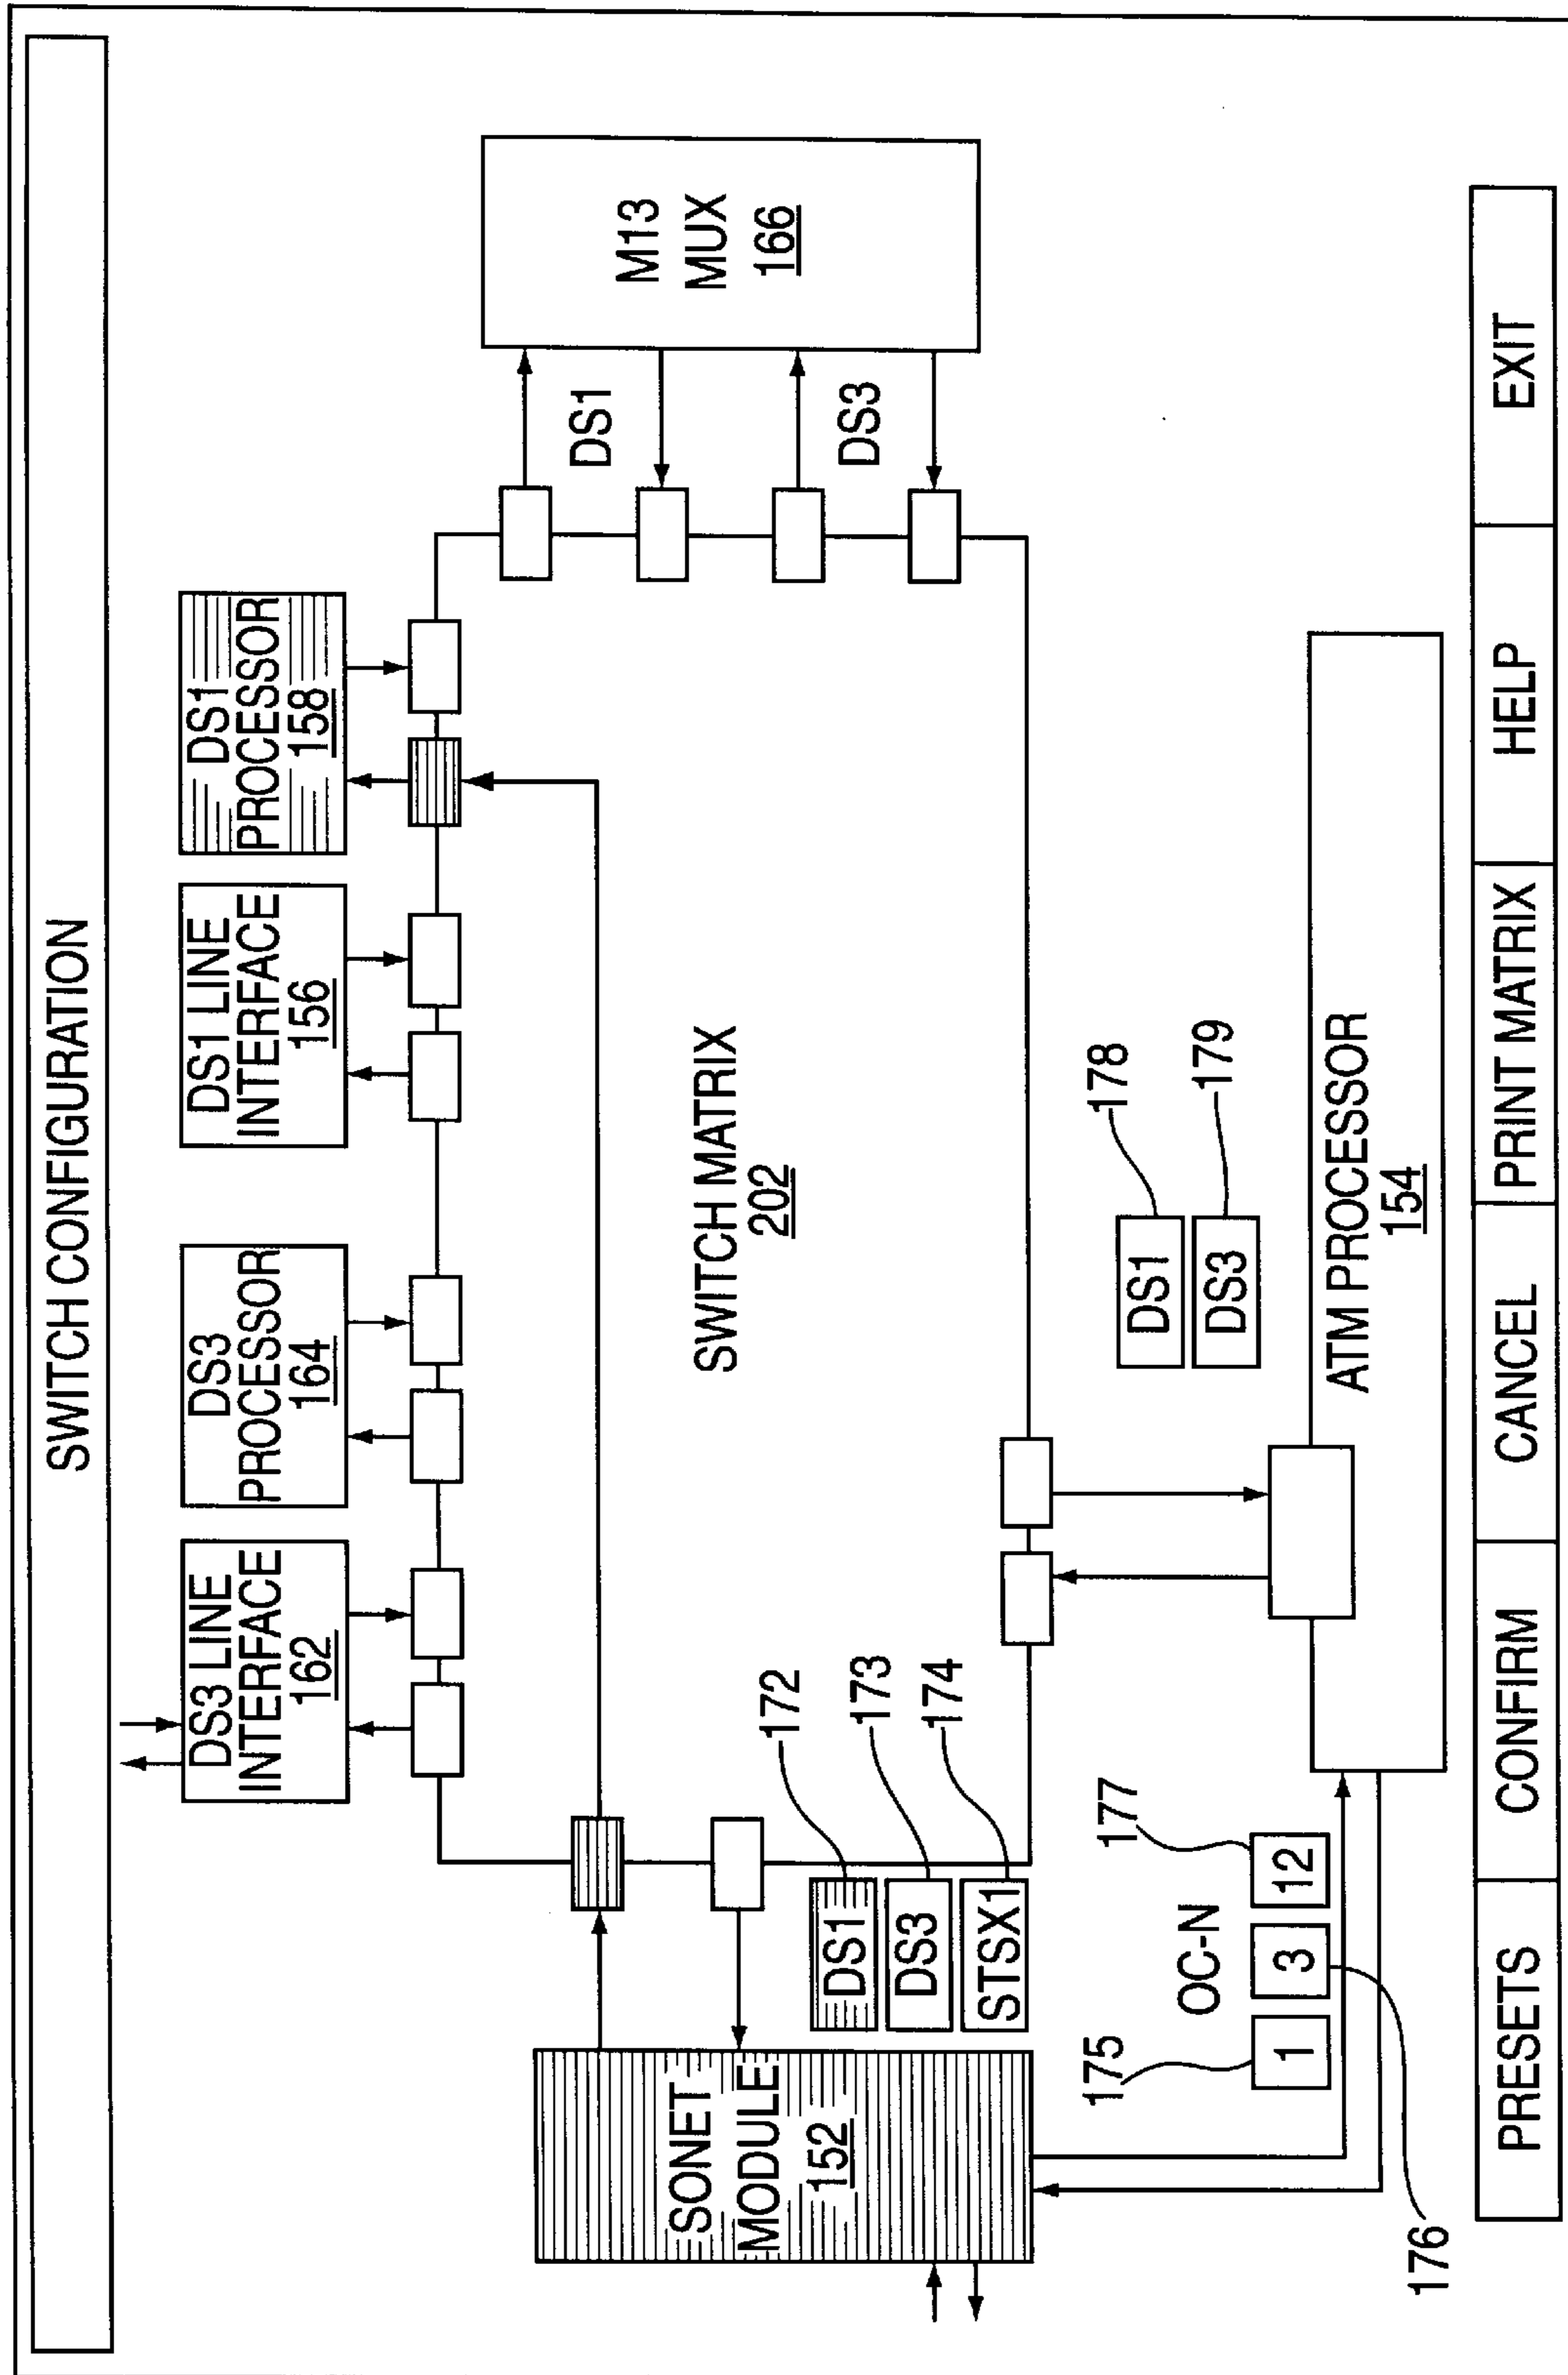 SWITCH CONFIGURATION
DS3 LINE
INTERFACE
162
DS3
PROCESSOR
164
DS1 LINE
INTERFACE
156
DS1
PROCESSOR
158
SONET
MODULE
152
SWITCH MATRIX
202
M13
MUX
166
DS1
DS3
DS1
DS3
STSX1
172
173
174
175
OC-N
1
3
12
176
177
DS1
DS3
178
179
ATM PROCESSOR
154
PRESETS
CONFIRM
CANCEL
PRINT MATRIX
HELP
EXIT